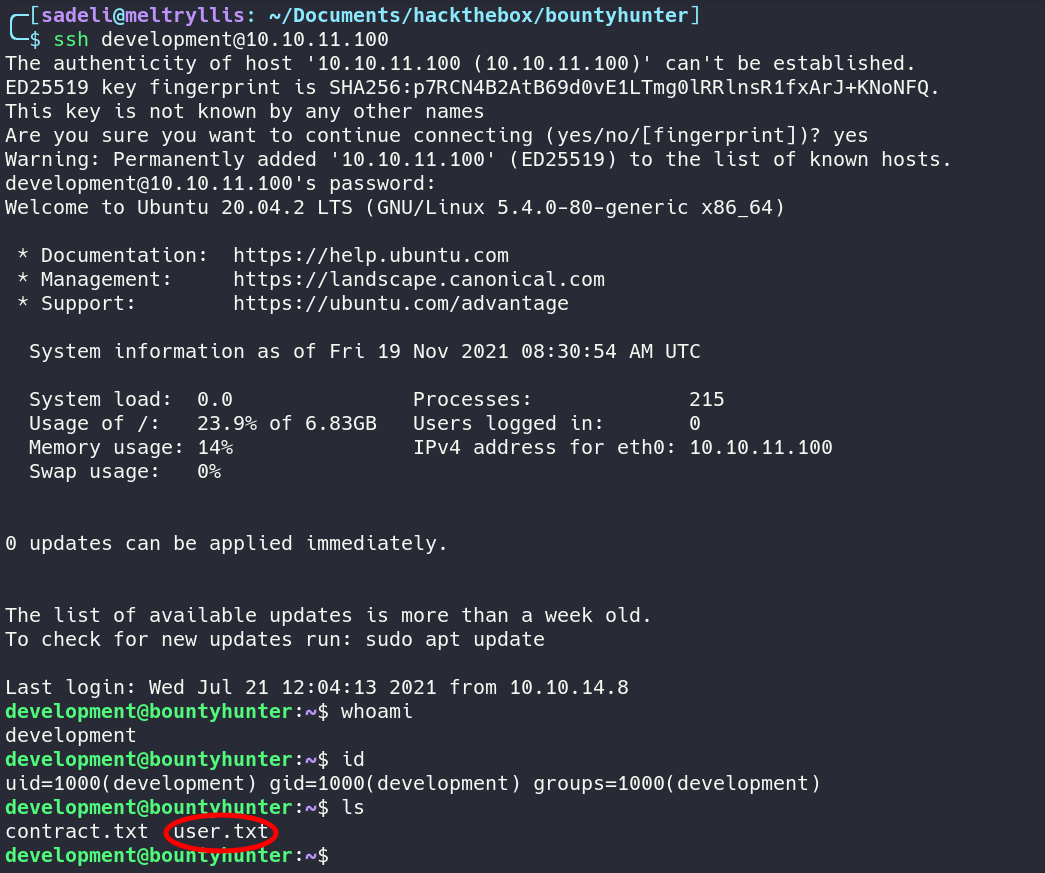 [sadeli@meltryllis: ~/Documents/hackthebox/bountyhunter]
$ ssh development@10.10.11.100
The authenticity of host '10.10.11.100 (10.10.11.100)' can't be established.
ED25519 key fingerprint is SHA256:p7RCN4B2AtB69d0vE1LTmg0lRRlnsR1fxArJ+KNoNFQ.
This key is not known by any other names
Are you sure you want to continue connecting (yes/no/[fingerprint])? yes
Warning: Permanently added '10.10.11.100' (ED25519) to the list of known hosts.
development@10.10.11.100's password:
Welcome to Ubuntu 20.04.2 LTS (GNU/Linux 5.4.0-80-generic x86_64)
* Documentation:  https://help.ubuntu.com
* Management:     https://landscape.canonical.com
* Support:        https://ubuntu.com/advantage
System information as of Fri 19 Nov 2021 08:30:54 AM UTC
System load:  0.0               Processes:             215
Usage of /:   23.9% of 6.83GB   Users logged in:       0
Memory usage: 14%               IPv4 address for eth0: 10.10.11.100
Swap usage:   0%
0 updates can be applied immediately.
The list of available updates is more than a week old.
To check for new updates run: sudo apt update
Last login: Wed Jul 21 12:04:13 2021 from 10.10.14.8
development@bountyhunter:~$ whoami
development
development@bountyhunter:~$ id
uid=1000(development) gid=1000(development) groups=1000(development)
development@bountyhunter:~$ ls
contract.txt  user.txt
development@bountyhunter:~$